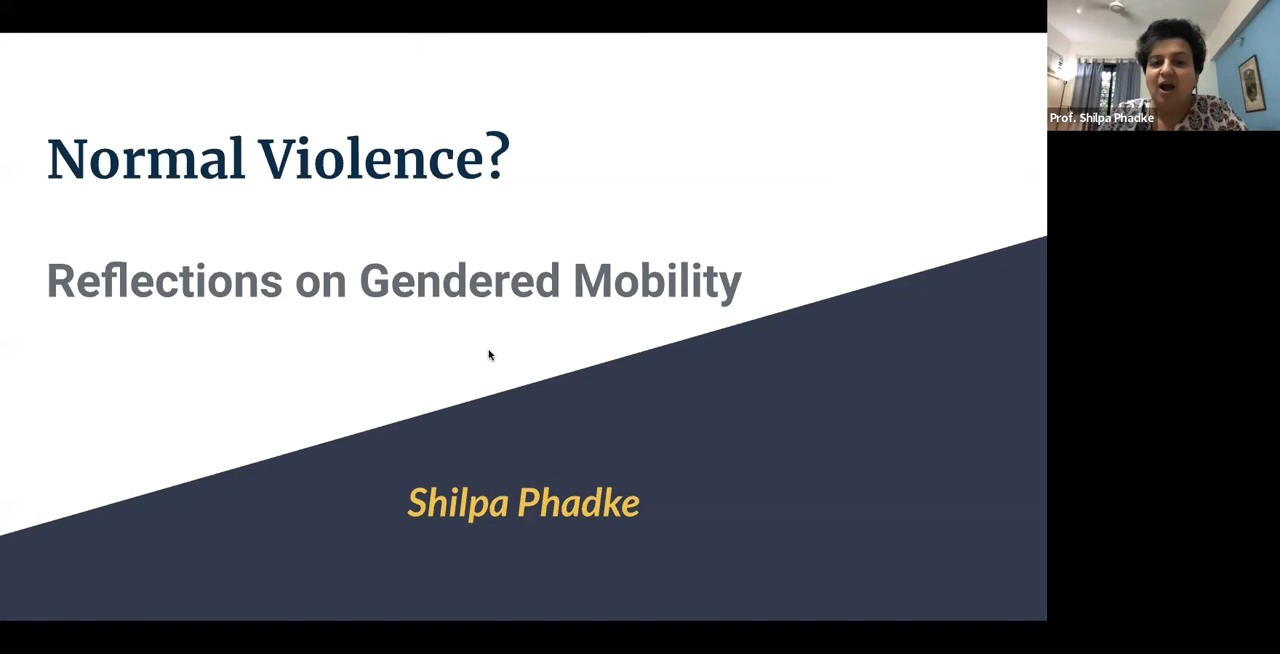 Normal Violence?
Reflections on Gendered Mobility
Shilpa Phadke
Prof. Shilpa Phadke